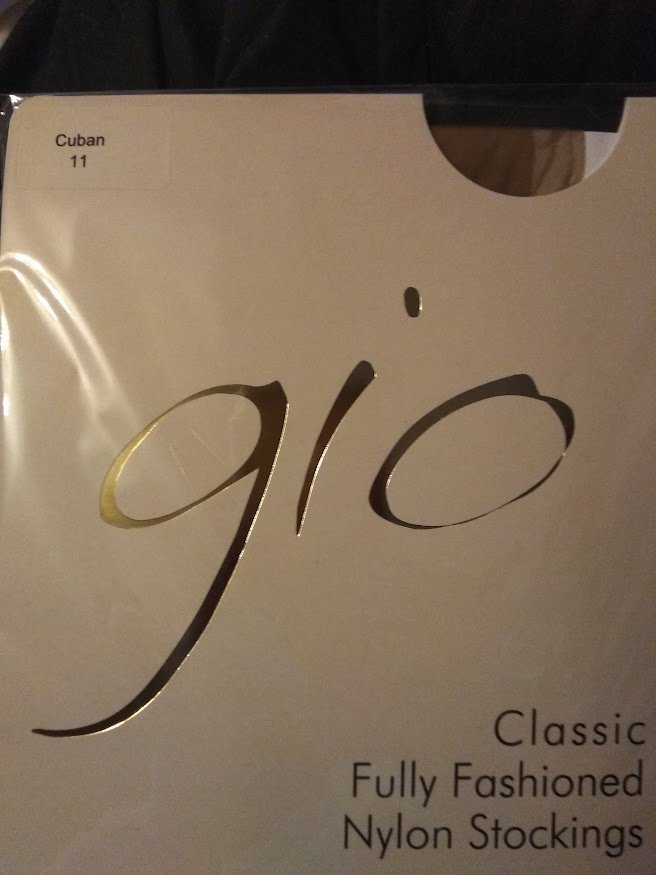 Cuban
11
gio
Classic
Fully Fashioned
Nylon Stockings